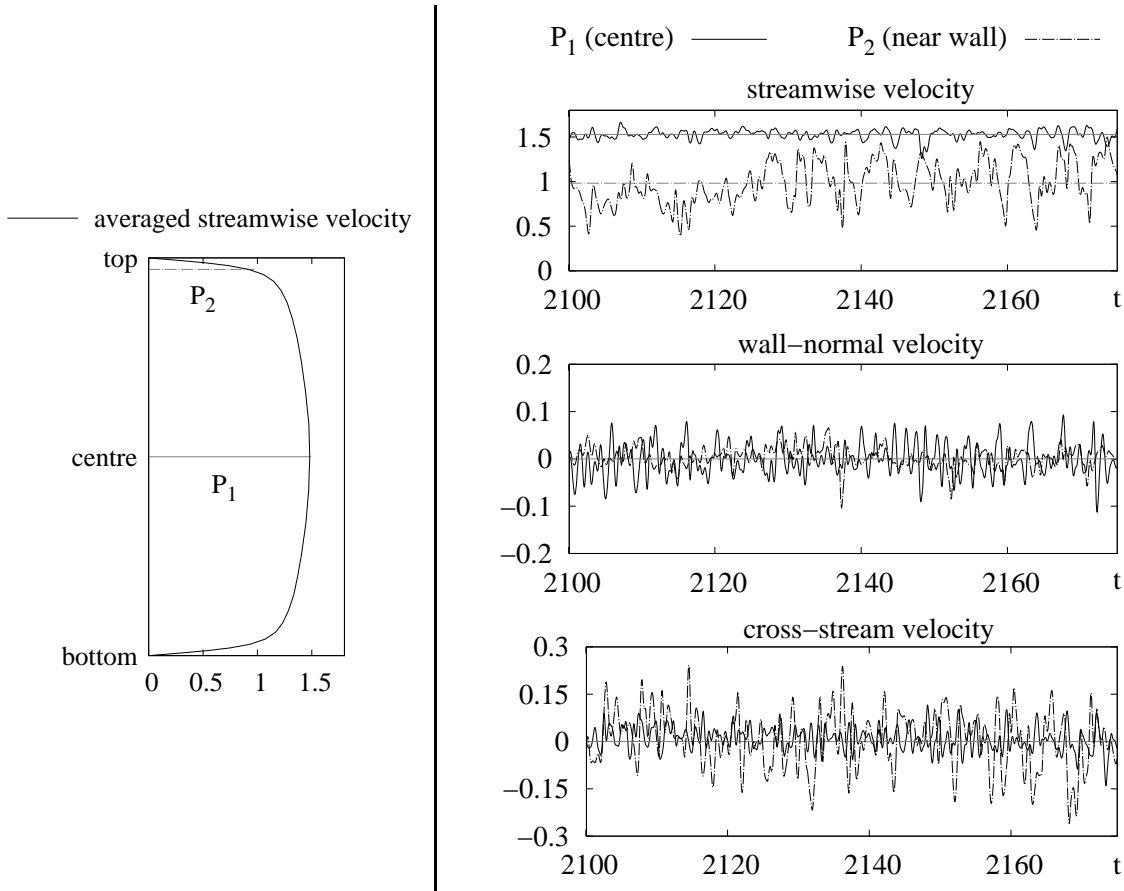 averaged streamwise velocity
top
P2
centre
P1
bottom
0 0.5 1 1.5
P1 (centre) P2 (near wall)
streamwise velocity
1.5
1
0.5
0
2100 2120 2140 2160 t
wall−normal velocity
0.2
0.1
0
−0.1
−0.2
2100 2120 2140 2160 t
cross−stream velocity
0.3
0.15
0
−0.15
−0.3
2100 2120 2140 2160 t